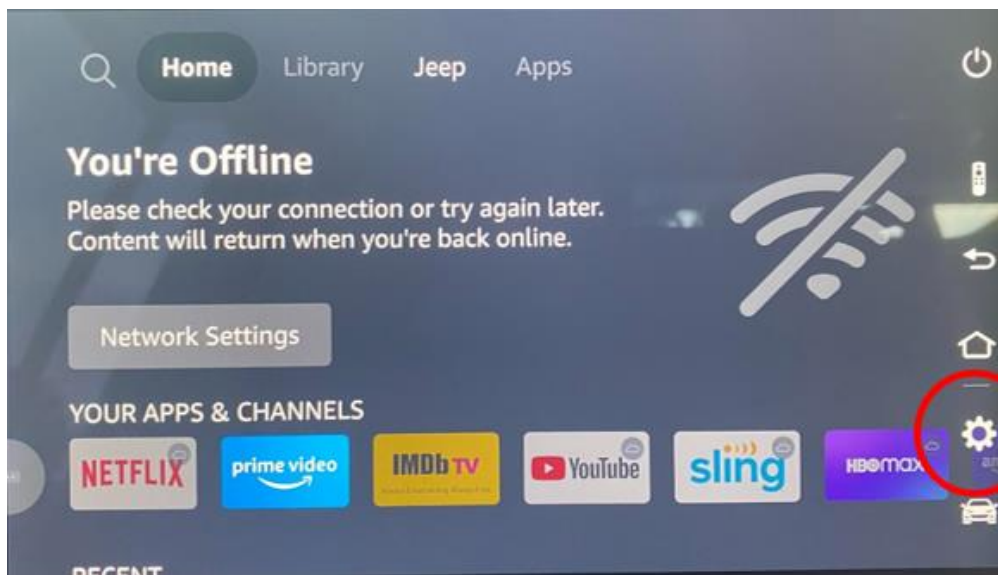 Home Library Jeep Apps
You're Offline
Please check your connection or try again later.
Content will return when you're back online.
Network Settings
YOUR APPS & CHANNELS
NETFLIX prime video IMDb TV YouTube sling HBOmax
RECENT